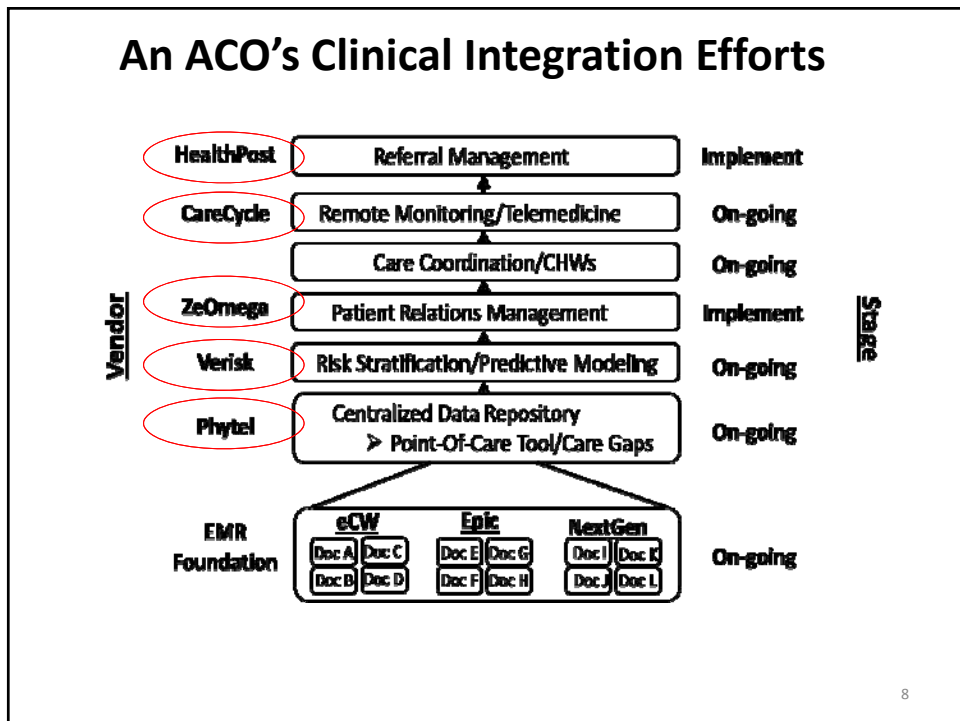 An ACO’s Clinical Integration Efforts
HealthPost Referral Management Implement
CareCycle Remote Monitoring/Telemedicine On-going
Care Coordination/CHWs On-going
Vendor
Stage
ZeOmega Patient Relations Management Implement
Verisk Risk Stratification/Predictive Modeling On-going
Phytel Centralized Data Repository On-going
➢ Point-Of-Care Tool/Care Gaps
EMR Foundation
eCW Epic NextGen
Doc A Doc C Doc E Doc G Doc I Doc K
Doc B Doc D Doc F Doc H Doc J Doc L
On-going
8